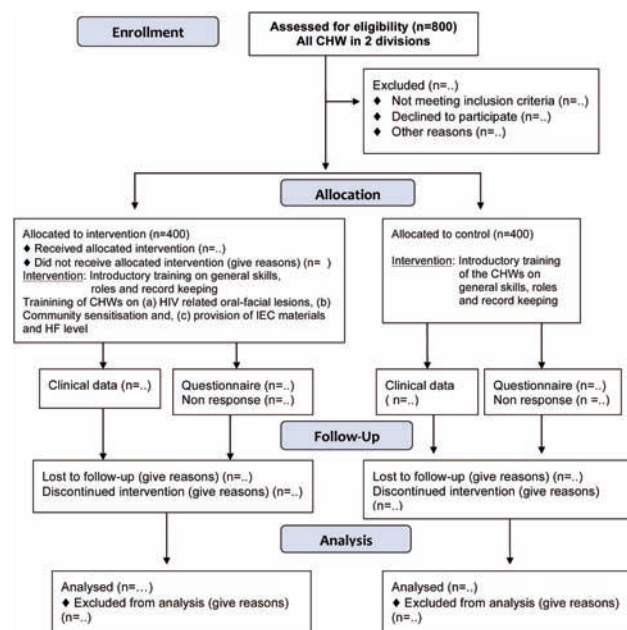 Enrollment
Assessed for eligibility (n=800)
All CHW in 2 divisions
Excluded (n=..)
♦ Not meeting inclusion criteria (n=..)
♦ Declined to participate (n=..)
♦ Other reasons (n=..)
Allocation
Allocated to intervention (n=400)
♦ Received allocated intervention (n=..)
♦ Did not receive allocated intervention (give reasons) (n= )
Intervention: Introductory training on general skills,
roles and record keeping
Trainining of CHWs on (a) HIV related oral-facial lesions, (b)
Community sensitisation and, (c) provision of IEC materials
and HF level
Allocated to control (n=400)
Intervention: Introductory training
of the CHWs on
general skills, roles
and record keeping
Clinical data (n=..)
Questionnaire (n=..)
Non response (n=..)
Clinical data
( n=..)
Questionnaire (n=..)
Non response (n =..)
Follow-Up
Lost to follow-up (give reasons) (n=..)
Discontinued intervention (give reasons) (n=..)
Lost to follow-up (give reasons) (n=..)
Discontinued intervention (give reasons)
(n=..)
Analysis
Analysed (n=...)
♦ Excluded from analysis (give reasons)
(n=..)
Analysed (n=..)
♦ Excluded from analysis (give reasons)
(n=..)